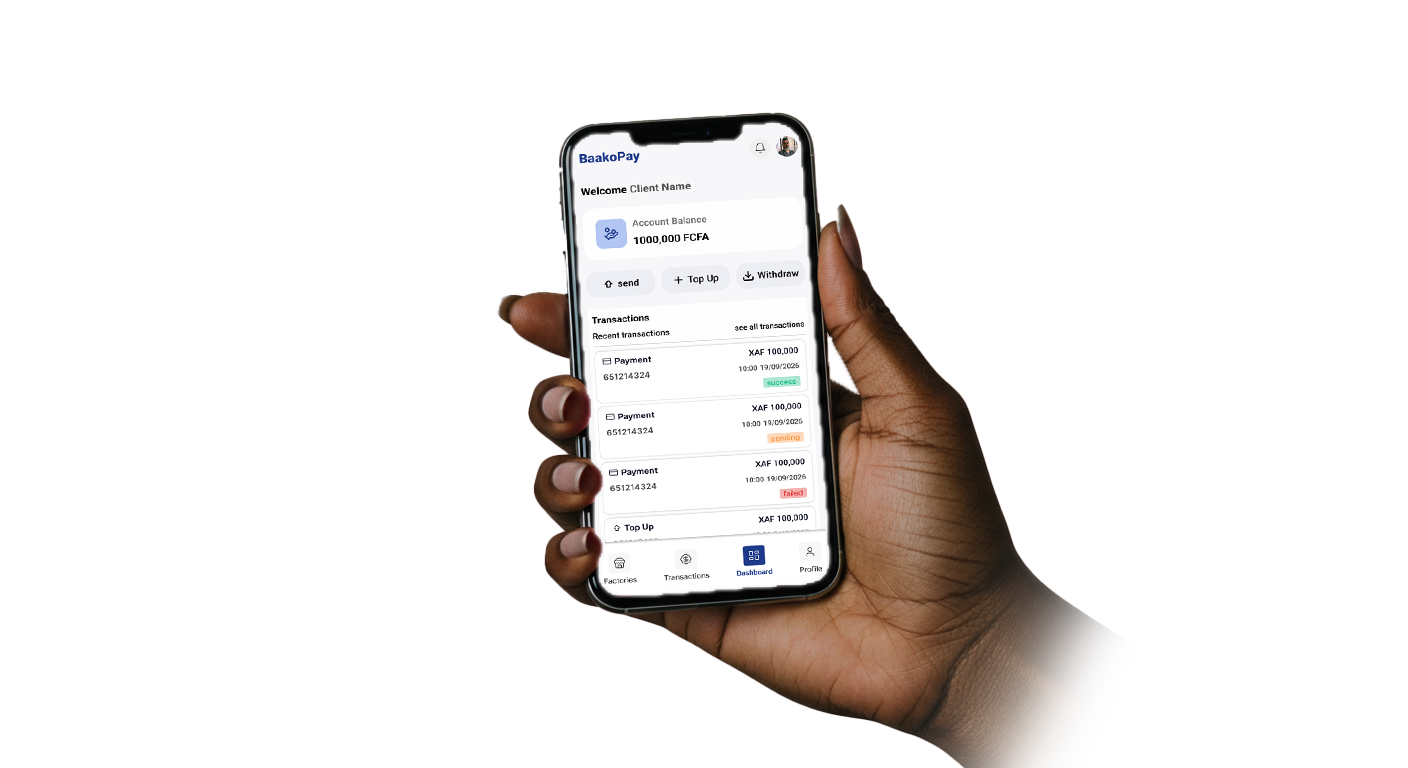 BaakoPay
Welcome Client Name
Account Balance
1000,000 FCFA
send
Top Up
Withdraw
Transactions
Recent transactions
see all transactions
Payment
XAF 100,000
651214324
10:00 19/09/2026
success
Payment
XAF 100,000
651214324
10:00 19/09/2026
pending
Payment
XAF 100,000
651214324
10:00 19/09/2026
failed
Top Up
XAF 100,000
Factories
Transactions
Dashboard
Profile